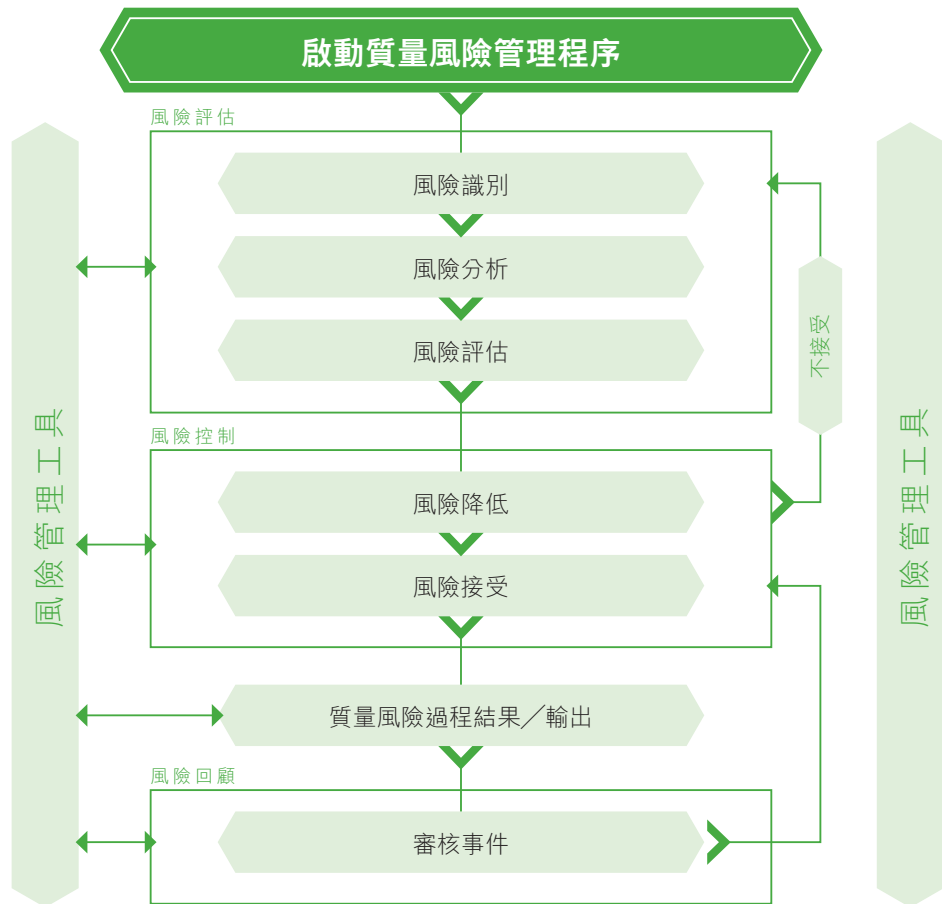 啟動質量風險管理程序
風險評估
風險識別
風險分析
風險評估
不接受
風險控制
風險降低
風險接受
質量風險過程結果／輸出
風險回顧
審核事件
風險管理工具
風險管理工具